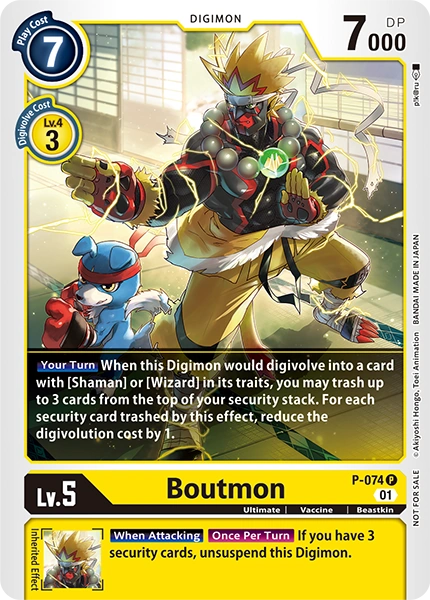 Play Cost
7
DIGIMON
7000
DP
Digivolve Cost
Lv.4
3
p!k@ru
Your Turn When this Digimon would digivolve into a card
with [Shaman] or [Wizard] in its traits, you may trash up
to 3 cards from the top of your security stack. For each
security card trashed by this effect, reduce the
digivolution cost by 1.
©Akiyoshi Hongo, Toei Animation BANDAI MADE IN JAPAN
NOT FOR SALE
Lv.5
Boutmon
P-074 P
01
Ultimate | Vaccine | Beastkin
Inherited Effect
When Attacking Once Per Turn If you have 3
security cards, unsuspend this Digimon.